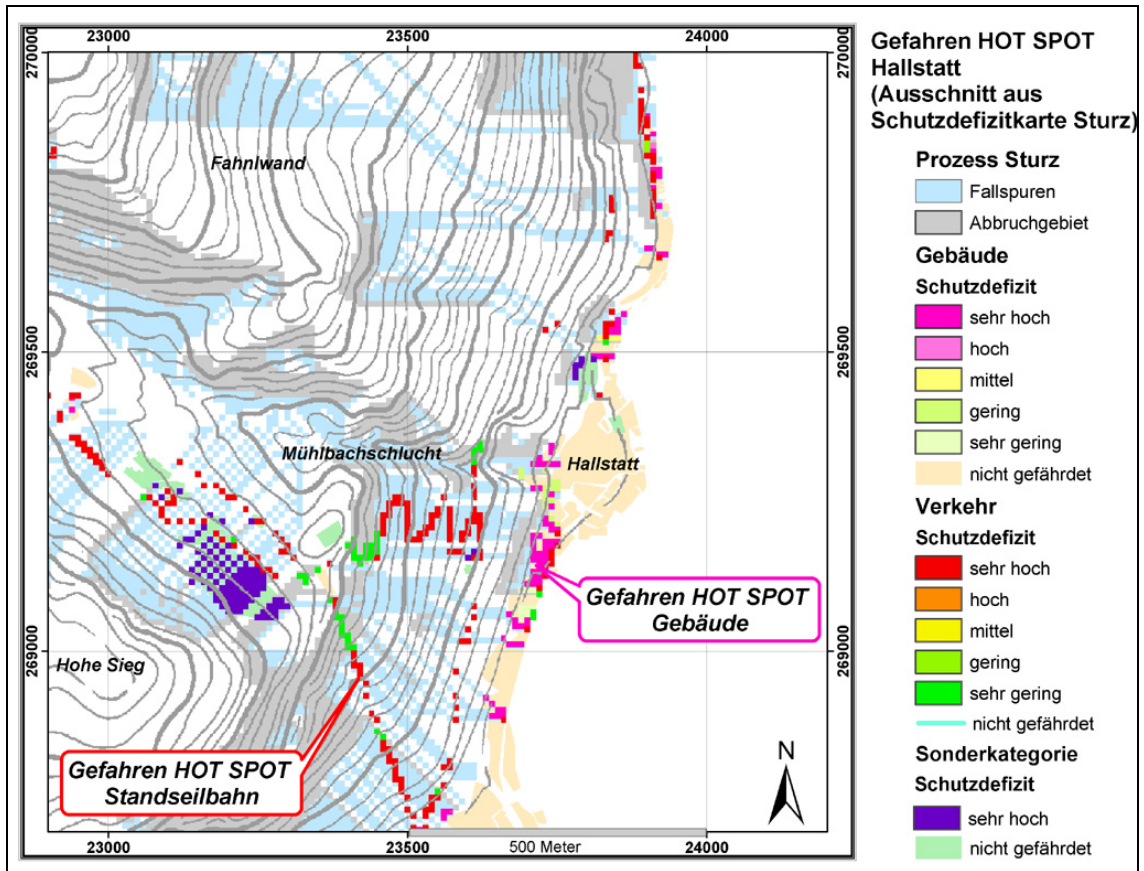 23000
23500
24000
270000
270000
Gefahren HOT SPOT
Hallstatt
(Ausschnitt aus
Schutzdefizitkarte Sturz)
Prozess Sturz
Fallspuren
Abbruchgebiet
Gebäude
Schutzdefizit
sehr hoch
hoch
mittel
gering
sehr gering
nicht gefährdet
Verkehr
Schutzdefizit
sehr hoch
hoch
mittel
gering
sehr gering
nicht gefährdet
Sonderkategorie
Schutzdefizit
sehr hoch
nicht gefährdet
Fahnlwand
269500
269500
Mühlbachschlucht
Hallstatt
Gefahren HOT SPOT
Gebäude
269000
269000
Hohe Sieg
Gefahren HOT SPOT
Standseilbahn
N
23000
23500
500 Meter
24000